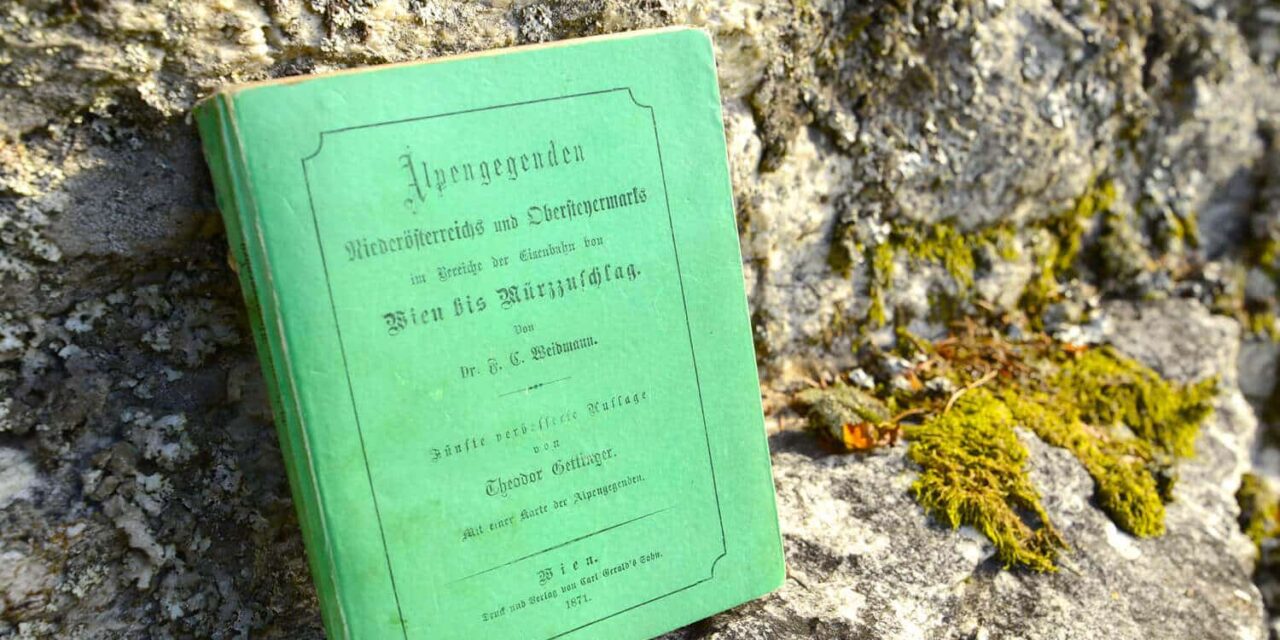 Alpengegenden
Niederösterreichs und Obersteyermarks
im Bereiche der Eisenbahn von
Wien bis Mürzzuschlag.
Von
Dr. F. C. Weidmann.
Fünfte verbesserte Auflage
von
Theodor Gettinger.
Mit einer Karte der Alpengegenden.
Wien.
Druck und Verlag von Carl Gerold's Sohn.
1871.